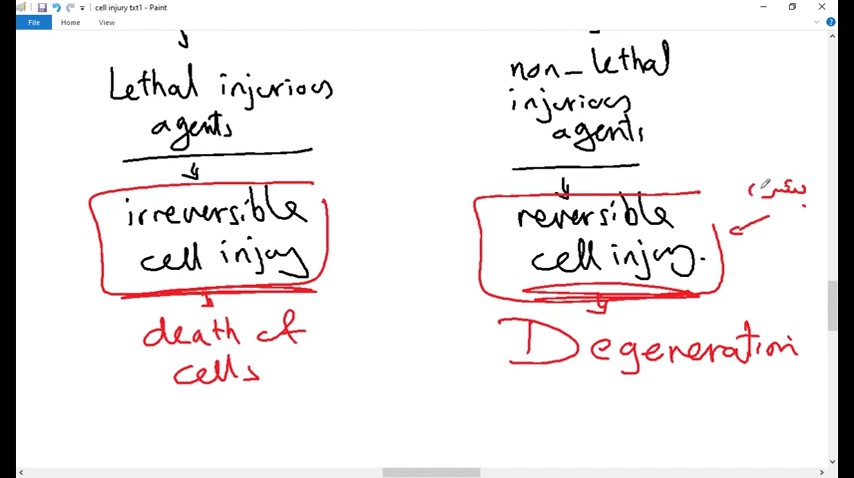 cell injury txt1 - Paint
File Home View
Lethal injurious
agents
irreversible
cell injury
death of
cells
non-Lethal
injurious
agents
reversible
cell injury.
Degeneration